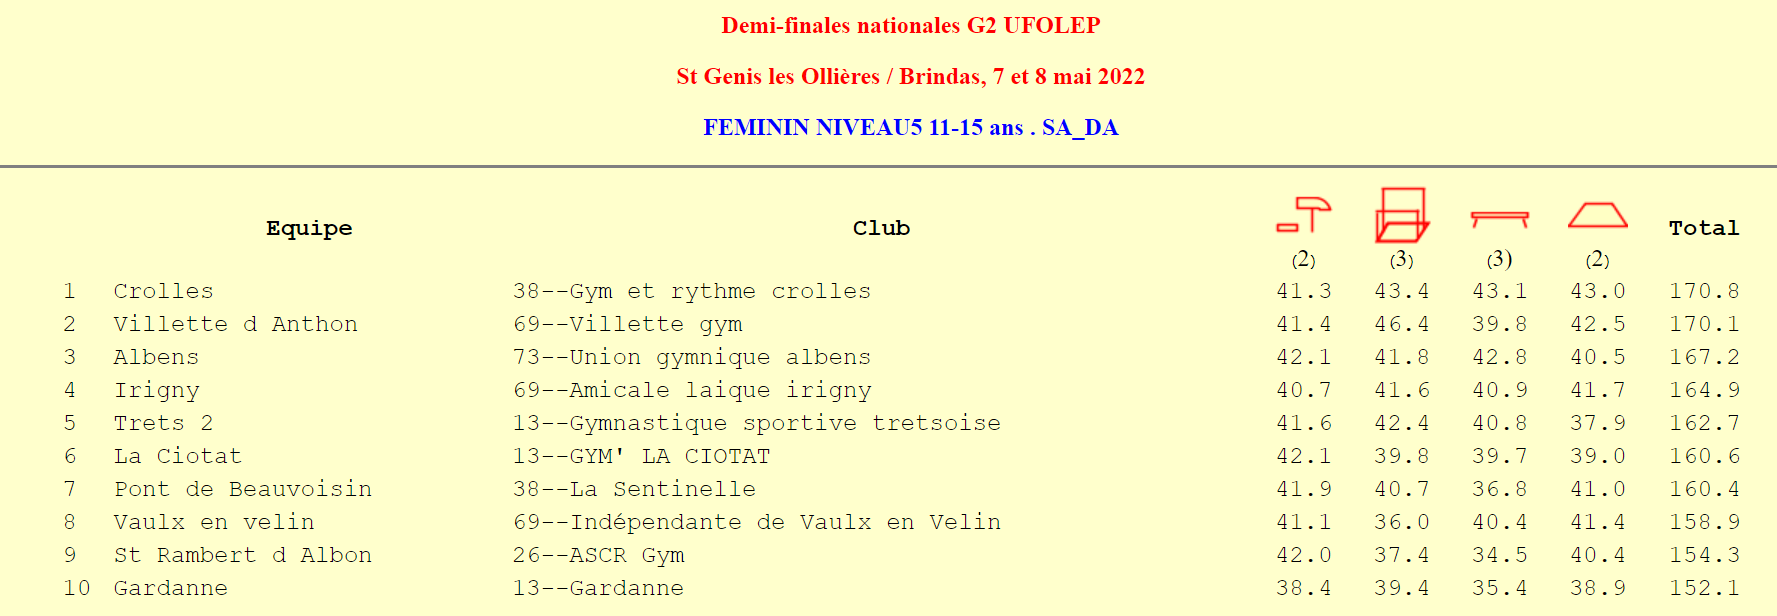 Demi-finales nationales G2 UFOLEP
St Genis les Ollières / Brindas, 7 et 8 mai 2022
FEMININ NIVEAU5 11-15 ans . SA_DA
Equipe Club Total
(2) (3) (3) (2)
1 Crolles 38--Gym et rythme crolles 41.3 43.4 43.1 43.0 170.8
2 Villette d Anthon 69--Villette gym 41.4 46.4 39.8 42.5 170.1
3 Albens 73--Union gymnique albens 42.1 41.8 42.8 40.5 167.2
4 Irigny 69--Amicale laique irigny 40.7 41.6 40.9 41.7 164.9
5 Trets 2 13--Gymnastique sportive tretsoise 41.6 42.4 40.8 37.9 162.7
6 La Ciotat 13--GYM' LA CIOTAT 42.1 39.8 39.7 39.0 160.6
7 Pont de Beauvoisin 38--La Sentinelle 41.9 40.7 36.8 41.0 160.4
8 Vaulx en velin 69--Indépendante de Vaulx en Velin 41.1 36.0 40.4 41.4 158.9
9 St Rambert d Albon 26--ASCR Gym 42.0 37.4 34.5 40.4 154.3
10 Gardanne 13--Gardanne 38.4 39.4 35.4 38.9 152.1